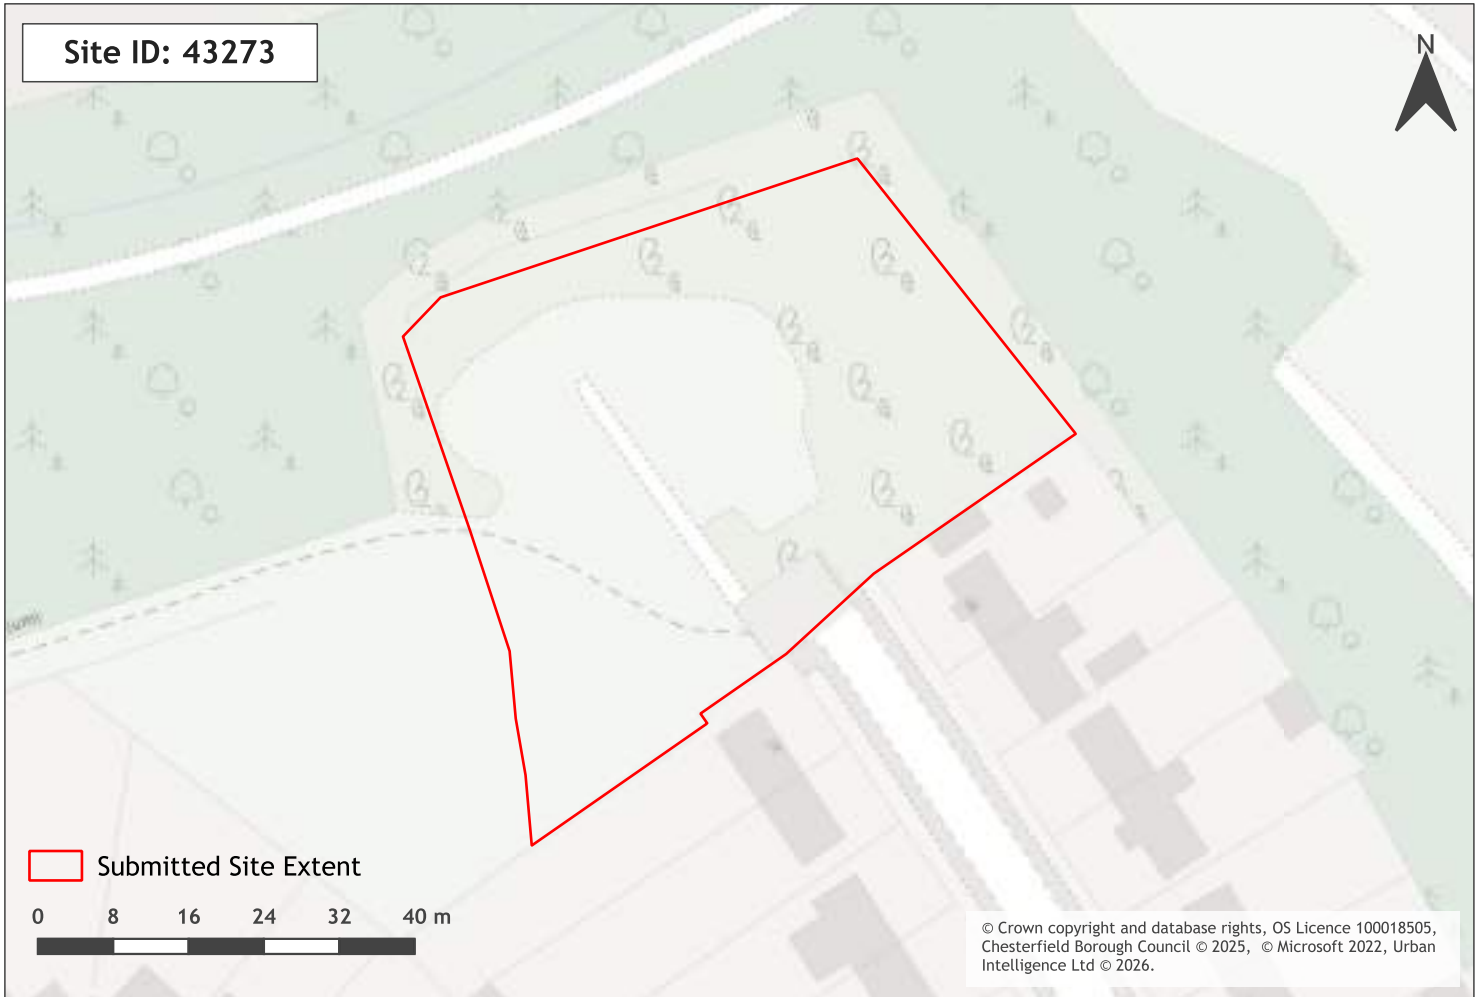 Site ID: 43273
N
Submitted Site Extent
0 8 16 24 32 40 m
© Crown copyright and database rights, OS Licence 100018505,
Chesterfield Borough Council © 2025, © Microsoft 2022, Urban
Intelligence Ltd © 2026.